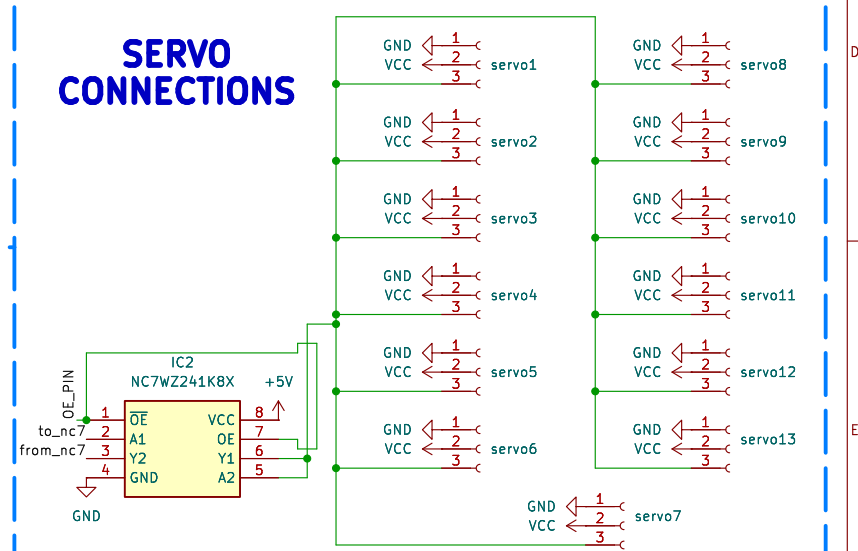 SERVO
CONNECTIONS
GND 1
VCC 2 servo1
3
GND 1
VCC 2 servo8
3
D
GND 1
VCC 2 servo2
3
GND 1
VCC 2 servo9
3
GND 1
VCC 2 servo3
3
GND 1
VCC 2 servo10
3
GND 1
VCC 2 servo4
3
GND 1
VCC 2 servo11
3
GND 1
VCC 2 servo5
3
GND 1
VCC 2 servo12
3
GND 1
VCC 2 servo6
3
GND 1
VCC 2 servo13
3
E
GND 1
VCC 2 servo7
3
IC2
NC7WZ241K8X
+5V
OE_PIN
1 OE VCC 8
to_nc7 2 A1 OE 7
from_nc7 3 Y2 Y1 6
4 GND A2 5
GND